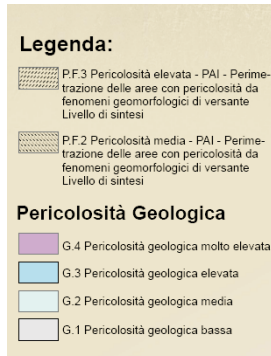 Legenda:
P.F.3 Pericolosità elevata - PAI - Perime-
trazione delle aree con pericolosità da
fenomeni geomorfologici di versante
Livello di sintesi
P.F.2 Pericolosità media - PAI - Perime-
trazione delle aree con pericolosità da
fenomeni geomorfologici di versante
Livello di sintesi
Pericolosità Geologica
G.4 Pericolosità geologica molto elevata
G.3 Pericolosità geologica elevata
G.2 Pericolosità geologica media
G.1 Pericolosità geologica bassa